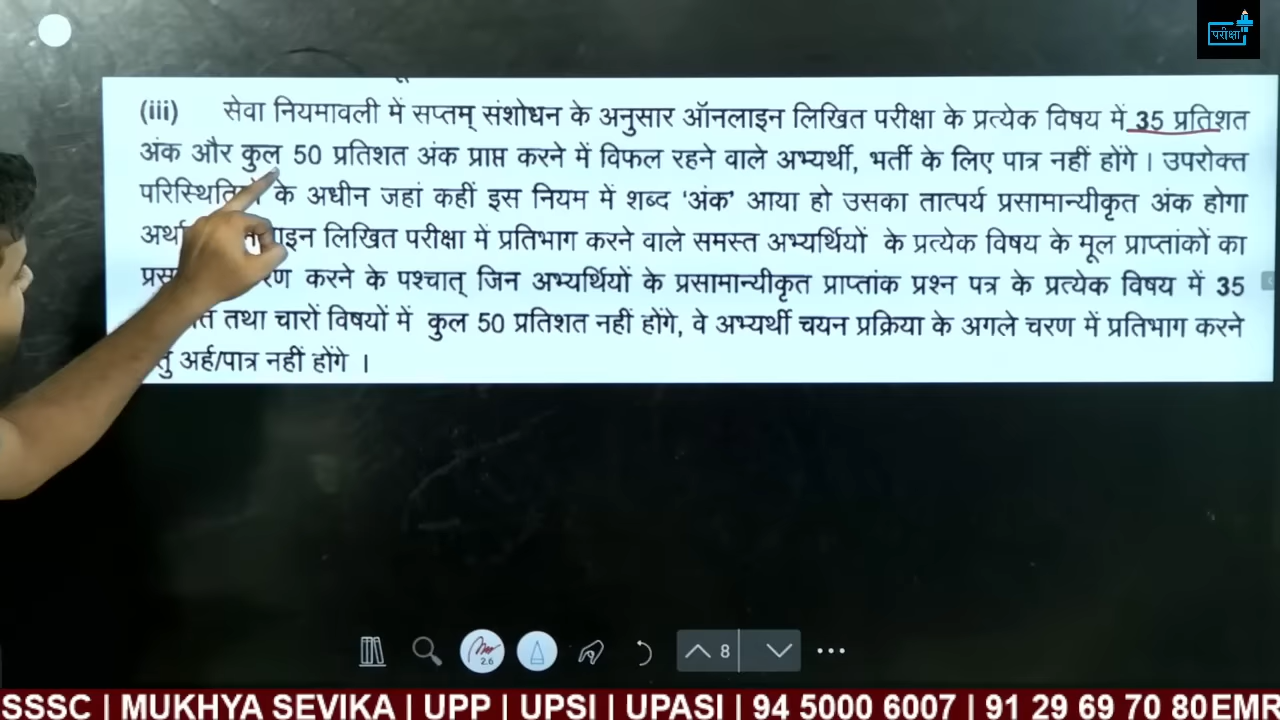 परीक्षा
(iii) सेवा नियमावली में सप्तम् संशोधन के अनुसार ऑनलाइन लिखित परीक्षा के प्रत्येक विषय में 35 प्रतिशत
अंक और कुल 50 प्रतिशत अंक प्राप्त करने में विफल रहने वाले अभ्यर्थी, भर्ती के लिए पात्र नहीं होंगे । उपरोक्त
के अधीन जहां कहीं इस नियम में शब्द 'अंक' आया हो उसका तात्पर्य प्रसामान्यीकृत अंक होगा
लिखित परीक्षा में प्रतिभाग करने वाले समस्त अभ्यर्थियों के प्रत्येक विषय के मूल प्राप्तांकों का
करने के पश्चात् जिन अभ्यर्थियों के प्रसामान्यीकृत प्राप्तांक प्रश्न पत्र के प्रत्येक विषय में 35
तथा चारों विषयों में कुल 50 प्रतिशत नहीं होंगे, वे अभ्यर्थी चयन प्रक्रिया के अगले चरण में प्रतिभाग करने
अर्ह/पात्र नहीं होंगे ।
2.6
8
SSSC | MUKHYA SEVIKA | UPP | UPSI | UPASI | 94 5000 6007 | 91 29 69 70 80 EMR